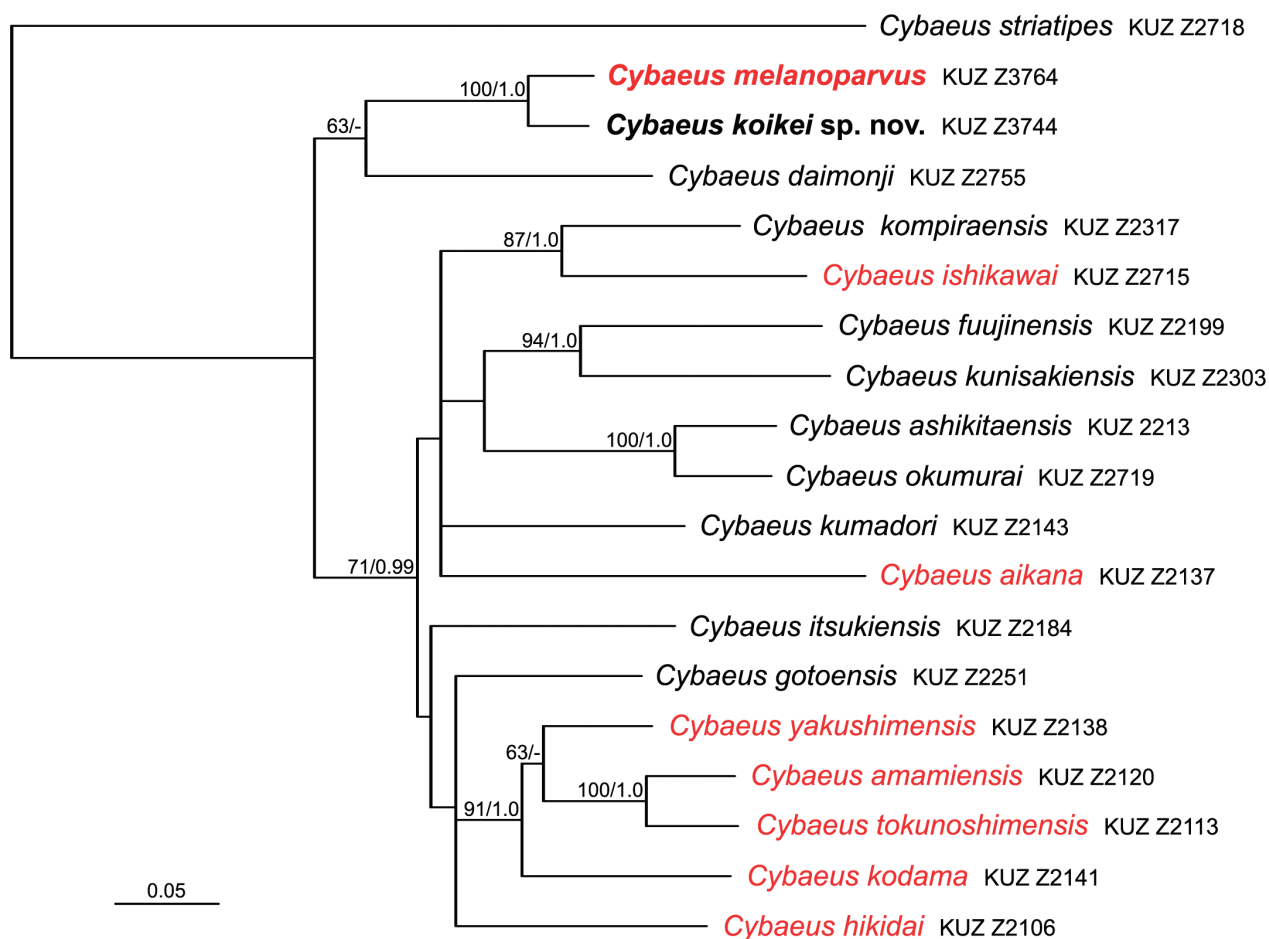 Cybaeus striatipes KUZ Z2718
Cybaeus melanoparvus KUZ Z3764
100/1.0
Cybaeus koikei sp. nov. KUZ Z3744
63/-
Cybaeus daimonji KUZ Z2755
Cybaeus kompiraensis KUZ Z2317
87/1.0
Cybaeus ishikawai KUZ Z2715
Cybaeus fuujinensis KUZ Z2199
94/1.0
Cybaeus kunisakiensis KUZ Z2303
Cybaeus ashikitaensis KUZ 2213
100/1.0
Cybaeus okumurai KUZ Z2719
Cybaeus kumadori KUZ Z2143
71/0.99
Cybaeus aikana KUZ Z2137
Cybaeus itsukiensis KUZ Z2184
Cybaeus gotoensis KUZ Z2251
Cybaeus yakushimensis KUZ Z2138
63/-
Cybaeus amamiensis KUZ Z2120
100/1.0
91/1.0
Cybaeus tokunoshimensis KUZ Z2113
Cybaeus kodama KUZ Z2141
0.05
Cybaeus hikidai KUZ Z2106